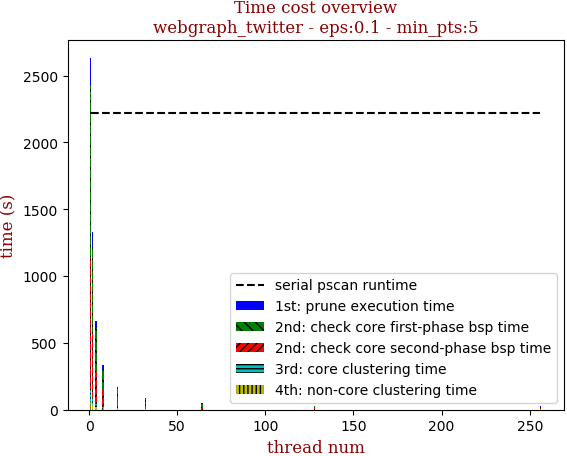 Time cost overview
webgraph_twitter - eps:0.1 - min_pts:5
time (s)
2500
2000
1500
1000
500
0
serial pscan runtime
1st: prune execution time
2nd: check core first-phase bsp time
2nd: check core second-phase bsp time
3rd: core clustering time
4th: non-core clustering time
0 50 100 150 200 250
thread num